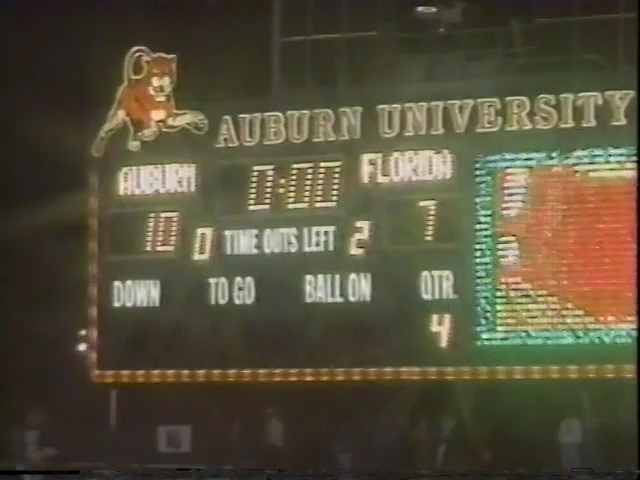 AUBURN UNIVERSITY
AUBURN 0:00 FLORIDA
10 0 TIME OUTS LEFT 2 7
DOWN TO GO BALL ON QTR.
4